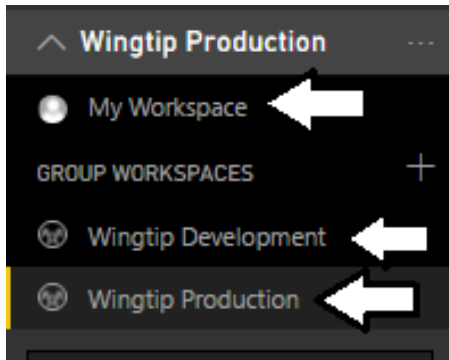 Wingtip Production
My Workspace
GROUP WORKSPACES
Wingtip Development
Wingtip Production